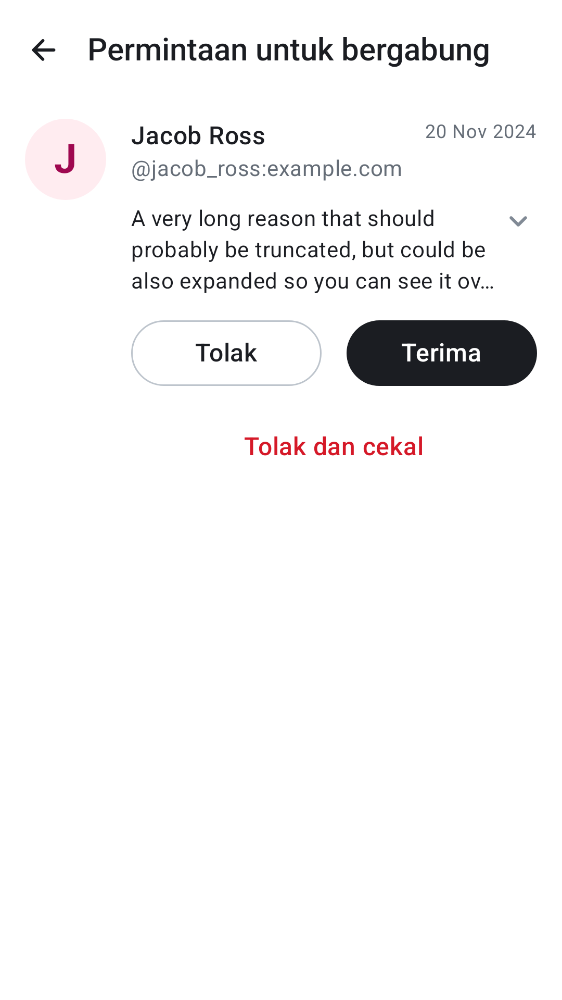 Permintaan untuk bergabung
J
Jacob Ross
20 Nov 2024
@jacob_ross:example.com
A very long reason that should
probably be truncated, but could be
also expanded so you can see it ov…
Tolak
Terima
Tolak dan cekal